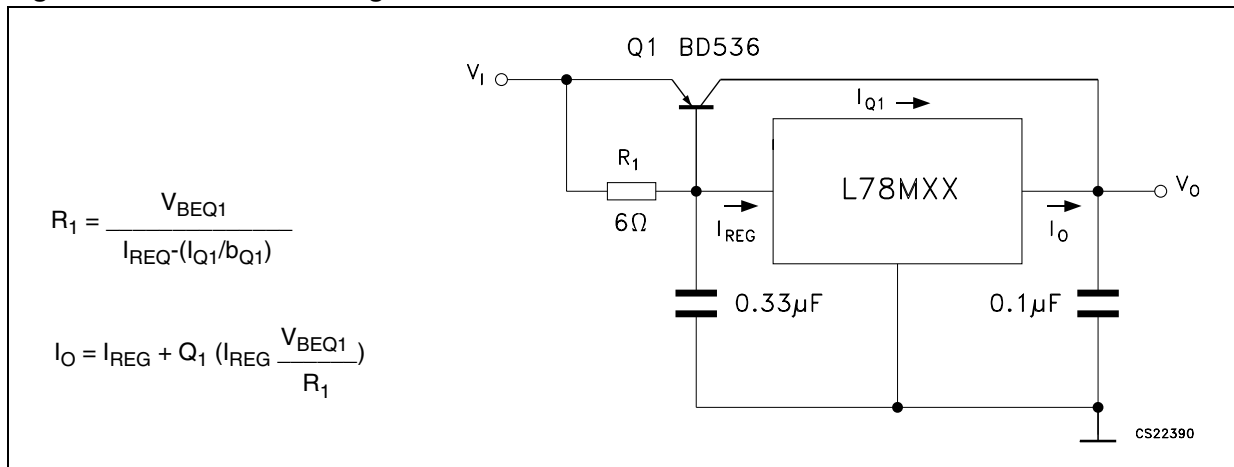 Q1 BD536
V_I
I_Q1
R_1
6Ω
I_REG
L78MXX
I_O
V_O
0.33µF
0.1µF
CS22390
R_1 = V_BEQ1 / I_REQ-(I_Q1/b_Q1)
I_O = I_REG + Q_1 (I_REG V_BEQ1 / R_1)